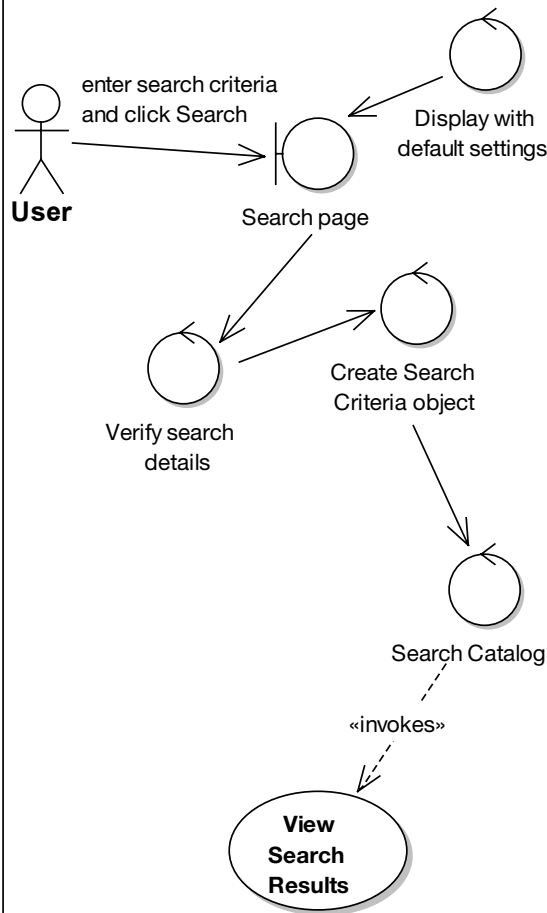 enter search criteria
and click Search
User
Display with
default settings
Search page
Create Search
Criteria object
Verify search
details
Search Catalog
«invokes»
View
Search
Results